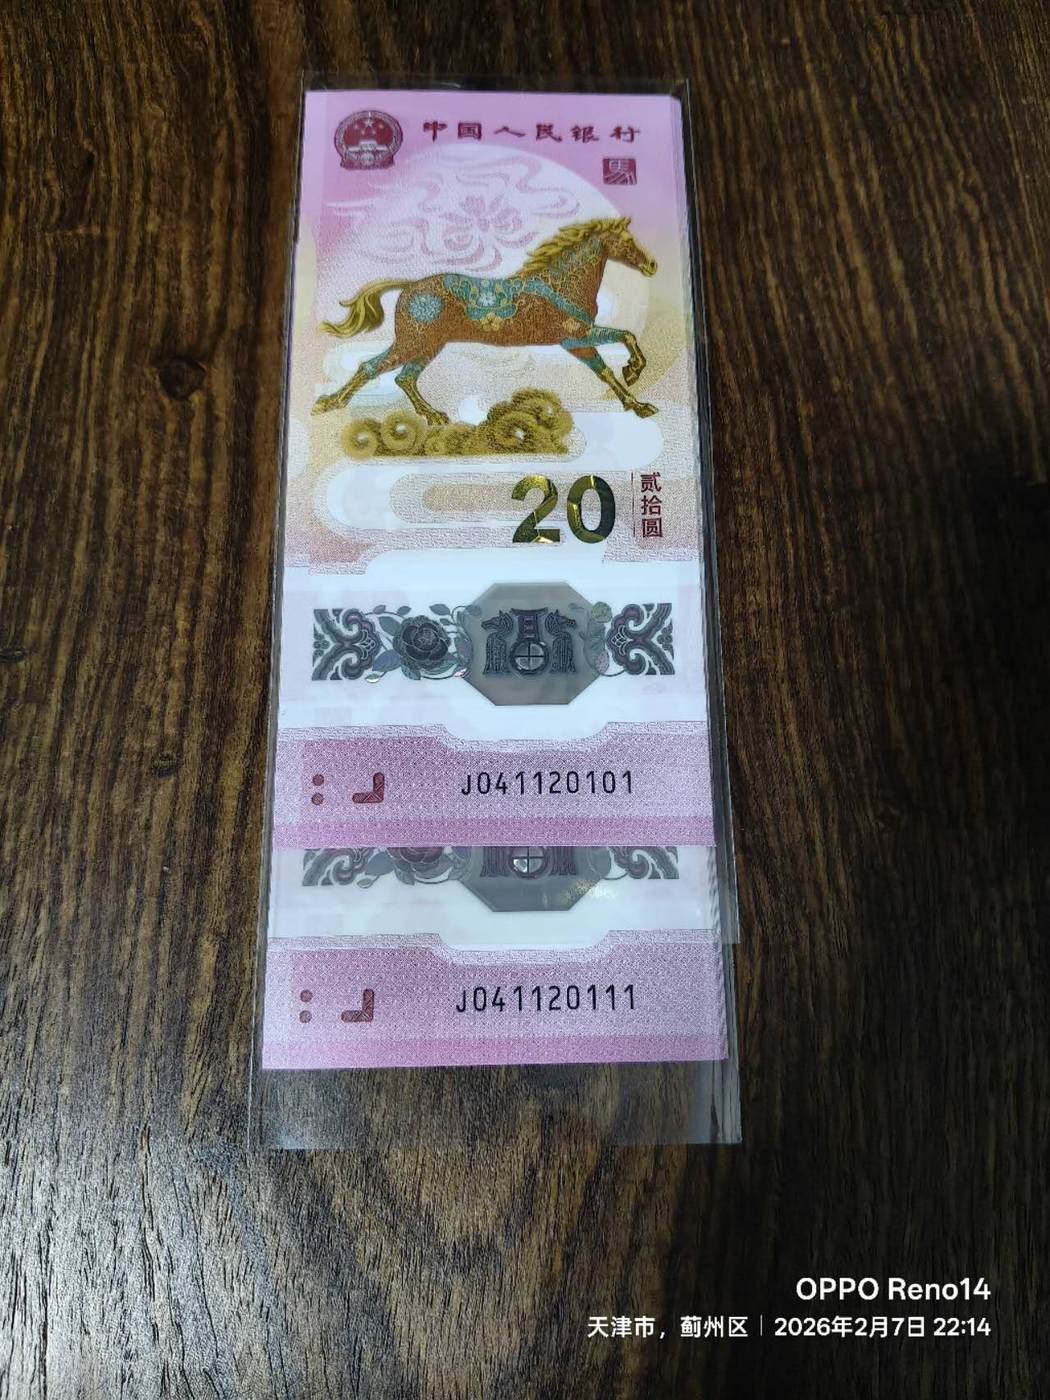 中国人民银行
马
20
贰拾圆
J041120101
J041120111
OPPO Reno14
天津市，蓟州区｜2026年2月7日 22:14